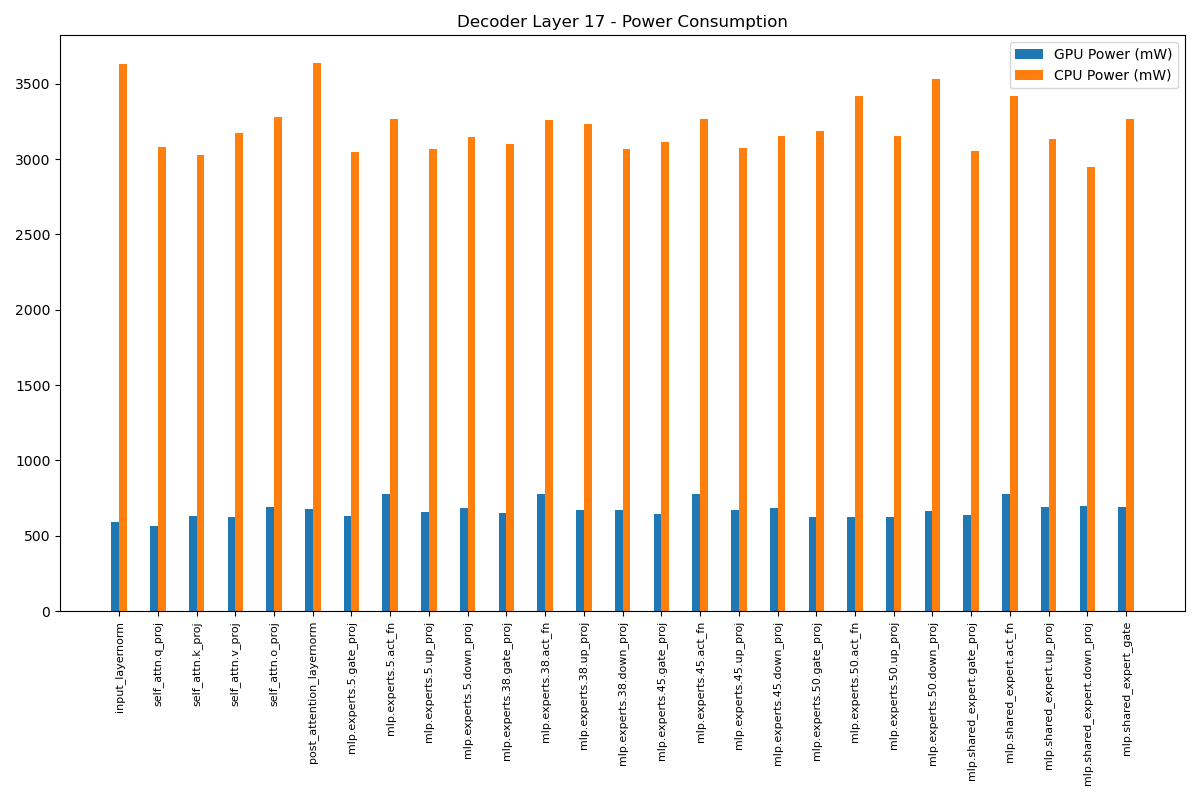 Decoder Layer 17 - Power Consumption
GPU Power (mW)
CPU Power (mW)
3500
3000
2500
2000
1500
1000
500
0
input_layernorm
self_attn.q_proj
self_attn.k_proj
self_attn.v_proj
self_attn.o_proj
post_attention_layernorm
mlp.experts.5.gate_proj
mlp.experts.5.act_fn
mlp.experts.5.up_proj
mlp.experts.5.down_proj
mlp.experts.38.gate_proj
mlp.experts.38.act_fn
mlp.experts.38.up_proj
mlp.experts.38.down_proj
mlp.experts.45.gate_proj
mlp.experts.45.act_fn
mlp.experts.45.up_proj
mlp.experts.45.down_proj
mlp.experts.50.gate_proj
mlp.experts.50.act_fn
mlp.experts.50.up_proj
mlp.experts.50.down_proj
mlp.shared_expert.gate_proj
mlp.shared_expert.act_fn
mlp.shared_expert.up_proj
mlp.shared_expert.down_proj
mlp.shared_expert_gate